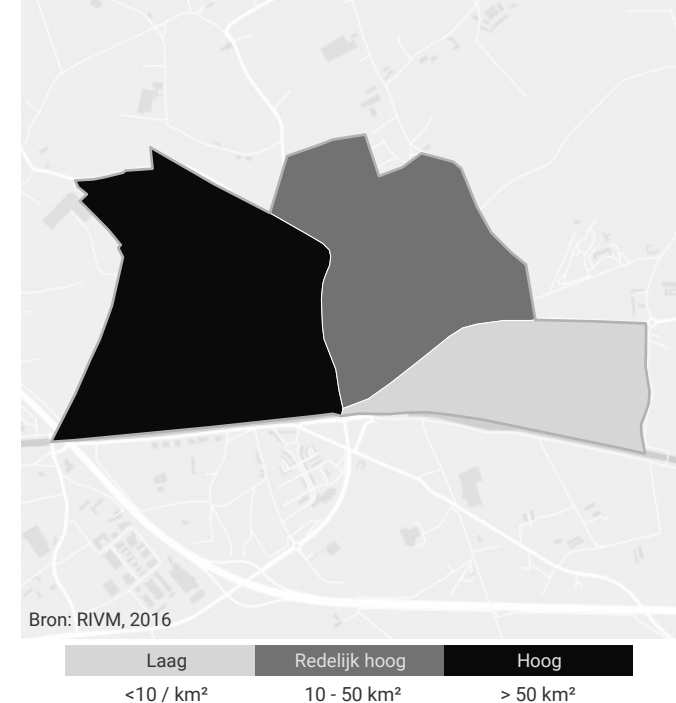 Bron: RIVM, 2016
Laag Redelijk hoog Hoog
<10 / km² 10 - 50 km² > 50 km²